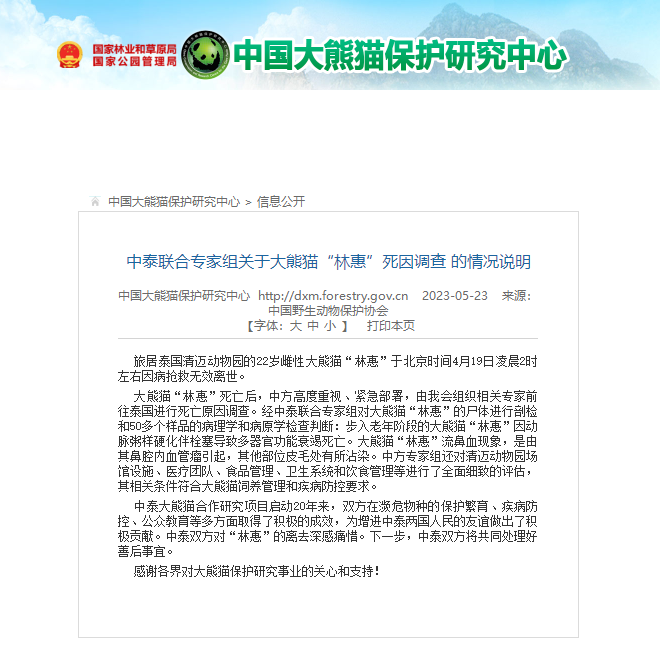 国家林业和草原局
国家公园管理局
中国大熊猫保护研究中心
中国大熊猫保护研究中心 > 信息公开
中泰联合专家组关于大熊猫“林惠”死因调查 的情况说明
中国大熊猫保护研究中心 http://dxm.forestry.gov.cn 2023-05-23 来源：
中国野生动物保护协会
【字体：大 中 小 】 打印本页
旅居泰国清迈动物园的22岁雌性大熊猫“林惠”于北京时间4月19日凌晨2时
左右因病抢救无效离世。
大熊猫“林惠”死亡后，中方高度重视、紧急部署，由我会组织相关专家前
往泰国进行死亡原因调查。经中泰联合专家组对大熊猫“林惠”的尸体进行剖检
和50多个样品的病理学和病原学检查判断：步入老年阶段的大熊猫“林惠”因动
脉粥样硬化伴栓塞导致多器官功能衰竭死亡。大熊猫“林惠”流鼻血现象，是由
其鼻腔内血管瘤引起，其他部位皮毛处有所沾染。中方专家组还对清迈动物园场
馆设施、医疗团队、食品管理、卫生系统和饮食管理等进行了全面细致的评估，
其相关条件符合大熊猫饲养管理和疾病防控要求。
中泰大熊猫合作研究项目启动20年来，双方在濒危物种的保护繁育、疾病防
控、公众教育等多方面取得了积极的成效，为增进中泰两国人民的友谊做出了积
极贡献。中泰双方对“林惠”的离去深感痛惜。下一步，中泰双方将共同处理好
善后事宜。
感谢各界对大熊猫保护研究事业的关心和支持！